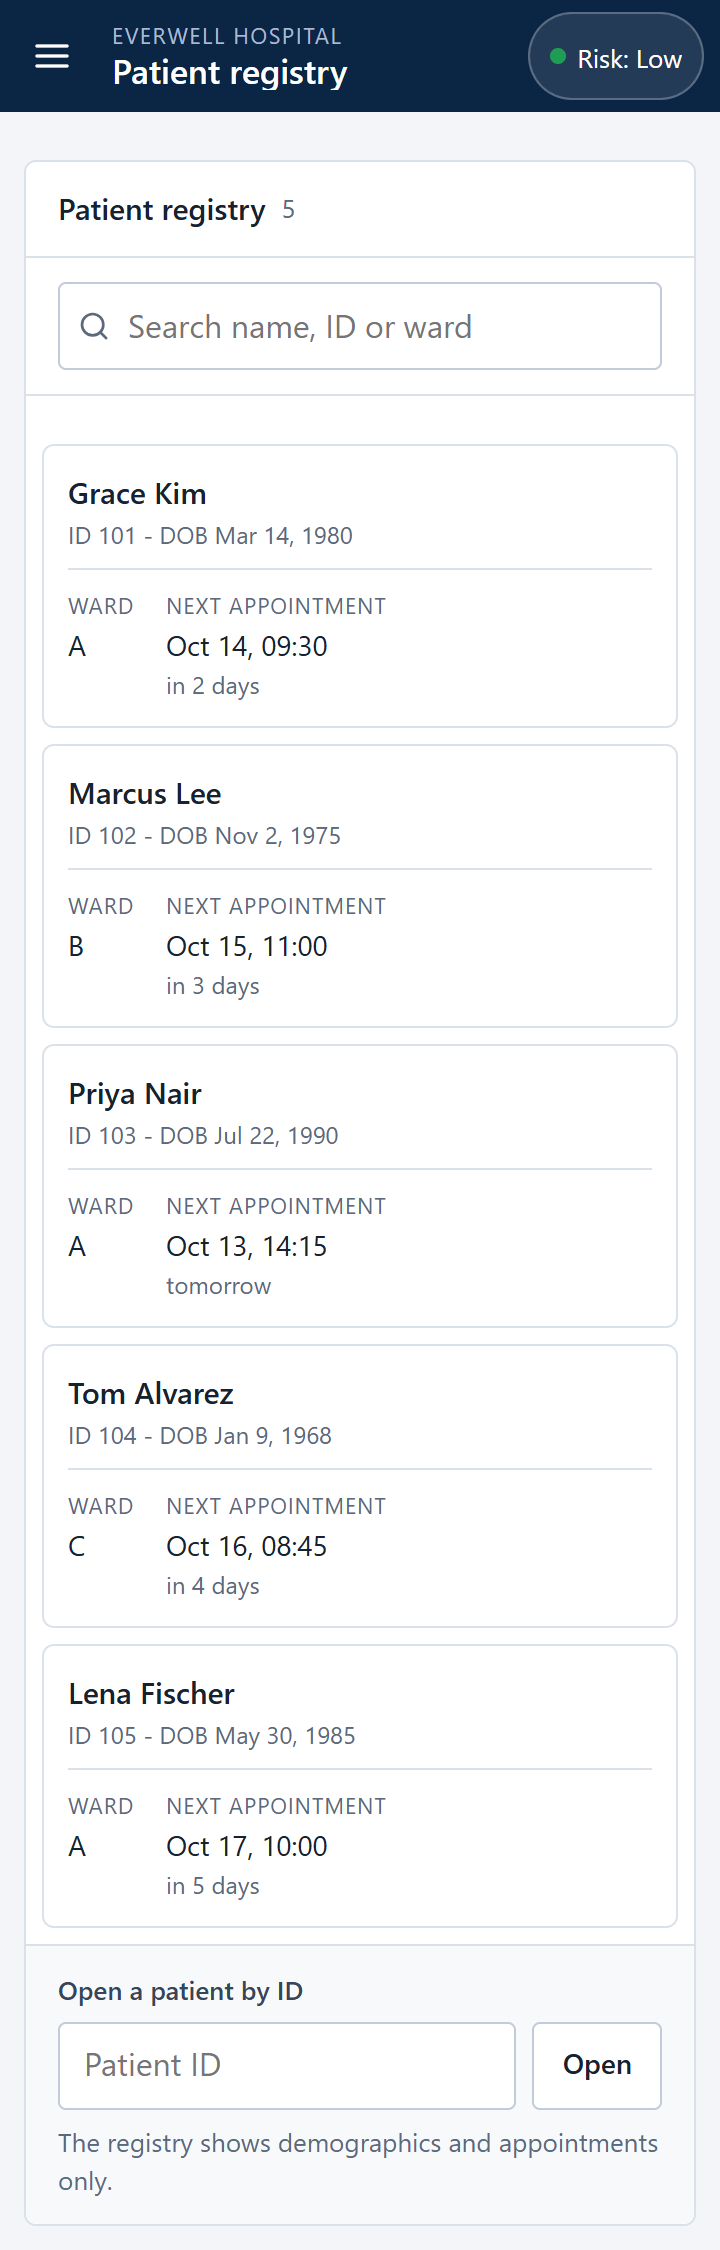 EVERWELL HOSPITAL
Patient registry
Risk: Low
Patient registry 5
Search name, ID or ward
Grace Kim
ID 101 - DOB Mar 14, 1980
WARD NEXT APPOINTMENT
A Oct 14, 09:30
in 2 days
Marcus Lee
ID 102 - DOB Nov 2, 1975
WARD NEXT APPOINTMENT
B Oct 15, 11:00
in 3 days
Priya Nair
ID 103 - DOB Jul 22, 1990
WARD NEXT APPOINTMENT
A Oct 13, 14:15
tomorrow
Tom Alvarez
ID 104 - DOB Jan 9, 1968
WARD NEXT APPOINTMENT
C Oct 16, 08:45
in 4 days
Lena Fischer
ID 105 - DOB May 30, 1985
WARD NEXT APPOINTMENT
A Oct 17, 10:00
in 5 days
Open a patient by ID
Patient ID Open
The registry shows demographics and appointments
only.